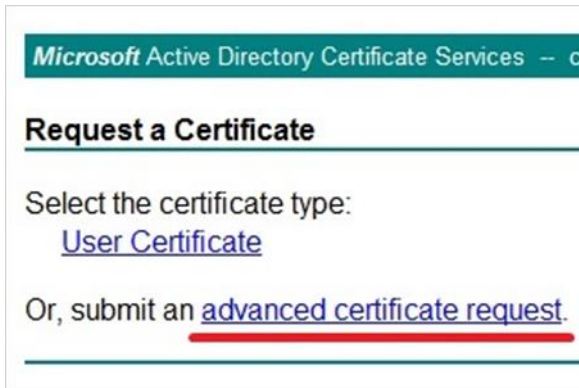 Microsoft Active Directory Certificate Services --
Request a Certificate
Select the certificate type:
User Certificate
Or, submit an advanced certificate request.